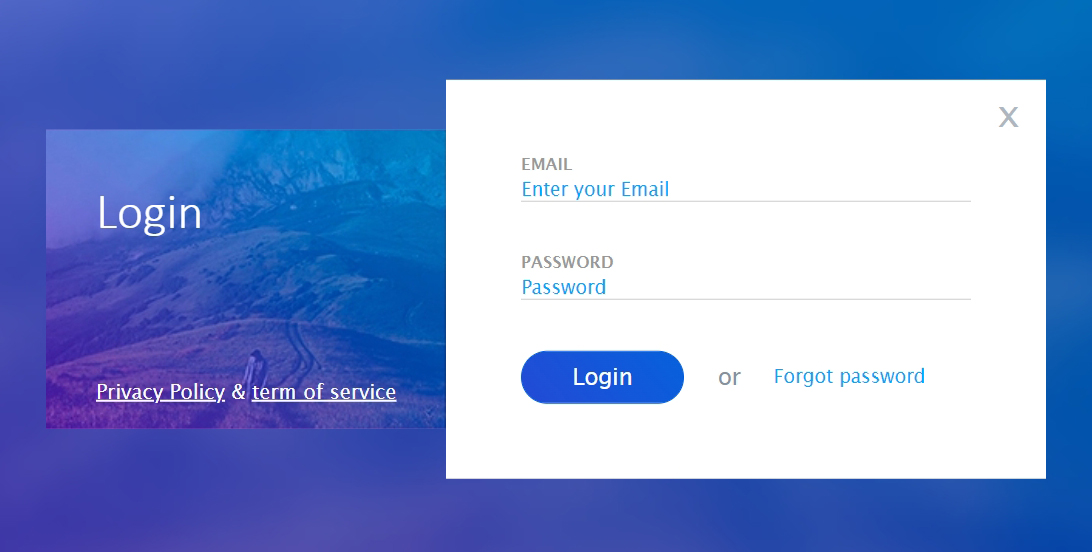 Login
Privacy Policy & term of service
X
EMAIL
Enter your Email
PASSWORD
Password
Login or Forgot password